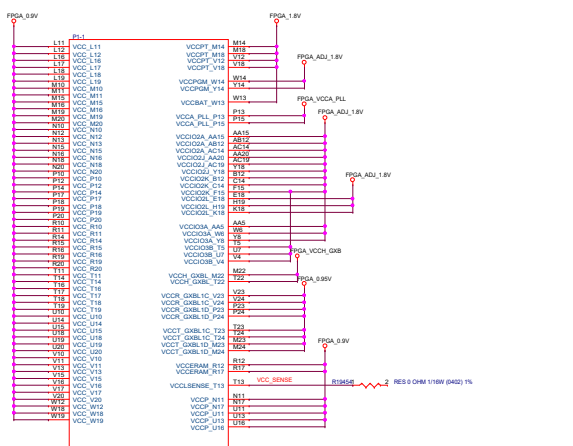 FPGA_0.9V
FPGA_1.8V
P1-1
L11 VCC_L11
L12 VCC_L12
L16 VCC_L16
L17 VCC_L17
L18 VCC_L18
L19 VCC_L19
M10 VCC_M10
M11 VCC_M11
M15 VCC_M15
M16 VCC_M16
M19 VCC_M19
M20 VCC_M20
N10 VCC_N10
N12 VCC_N12
N13 VCC_N13
N15 VCC_N15
N16 VCC_N16
N18 VCC_N18
N20 VCC_N20
P10 VCC_P10
P12 VCC_P12
P14 VCC_P14
P17 VCC_P17
P18 VCC_P18
P19 VCC_P19
P20 VCC_P20
R10 VCC_R10
R11 VCC_R11
R14 VCC_R14
R15 VCC_R15
R16 VCC_R16
R19 VCC_R19
R20 VCC_R20
T11 VCC_T11
T14 VCC_T14
T16 VCC_T16
T17 VCC_T17
T18 VCC_T18
T19 VCC_T19
U10 VCC_U10
U14 VCC_U14
U15 VCC_U15
U18 VCC_U18
U19 VCC_U19
U20 VCC_U20
V10 VCC_V10
V11 VCC_V11
V13 VCC_V13
V15 VCC_V15
V16 VCC_V16
V17 VCC_V17
V20 VCC_V20
W12 VCC_W12
W18 VCC_W18
W19 VCC_W19
VCCPT_M14 M14
VCCPT_M18 M18
VCCPT_V12 V12
VCCPT_V18 V18
FPGA_ADJ_1.8V
VCCPGM_W14 W14
VCCPGM_Y14 Y14
VCCBAT_W13 W13
FPGA_VCCA_PLL
VCCA_PLL_P13 P13
VCCA_PLL_P15 P15
FPGA_ADJ_1.8V
VCCIO2A_AA15 AA15
VCCIO2A_AB12 AB12
VCCIO2A_AC14 AC14
VCCIO2J_AA20 AA20
VCCIO2J_AC19 AC19
VCCIO2J_Y18 Y18
VCCIO2K_B12 B12
VCCIO2K_C14 C14
VCCIO2K_F15 F15
FPGA_ADJ_1.8V
VCCIO2L_E18 E18
VCCIO2L_H19 H19
VCCIO2L_K18 K18
VCCIO3A_AA5 AA5
VCCIO3A_W6 W6
VCCIO3A_Y8 Y8
VCCIO3B_T5 T5
VCCIO3B_U7 U7
VCCIO3B_V4 V4
FPGA_VCCH_GXB
VCCH_GXBL_M22 M22
VCCH_GXBL_T22 T22
FPGA_0.95V
VCCR_GXBL1C_V23 V23
VCCR_GXBL1C_V24 V24
VCCR_GXBL1D_P23 P23
VCCR_GXBL1D_P24 P24
VCCT_GXBL1C_T23 T23
VCCT_GXBL1C_T24 T24
VCCT_GXBL1D_M23 M23
VCCT_GXBL1D_M24 M24
FPGA_0.9V
VCCERAM_R12 R12
VCCERAM_R17 R17
VCCLSENSE_T13 T13 VCC_SENSE 2 RES 0 OHM 1/16W (0402) 1%
VCCP_N11 N11
VCCP_N17 N17
VCCP_U11 U11
VCCP_U13 U13
VCCP_U16 U16